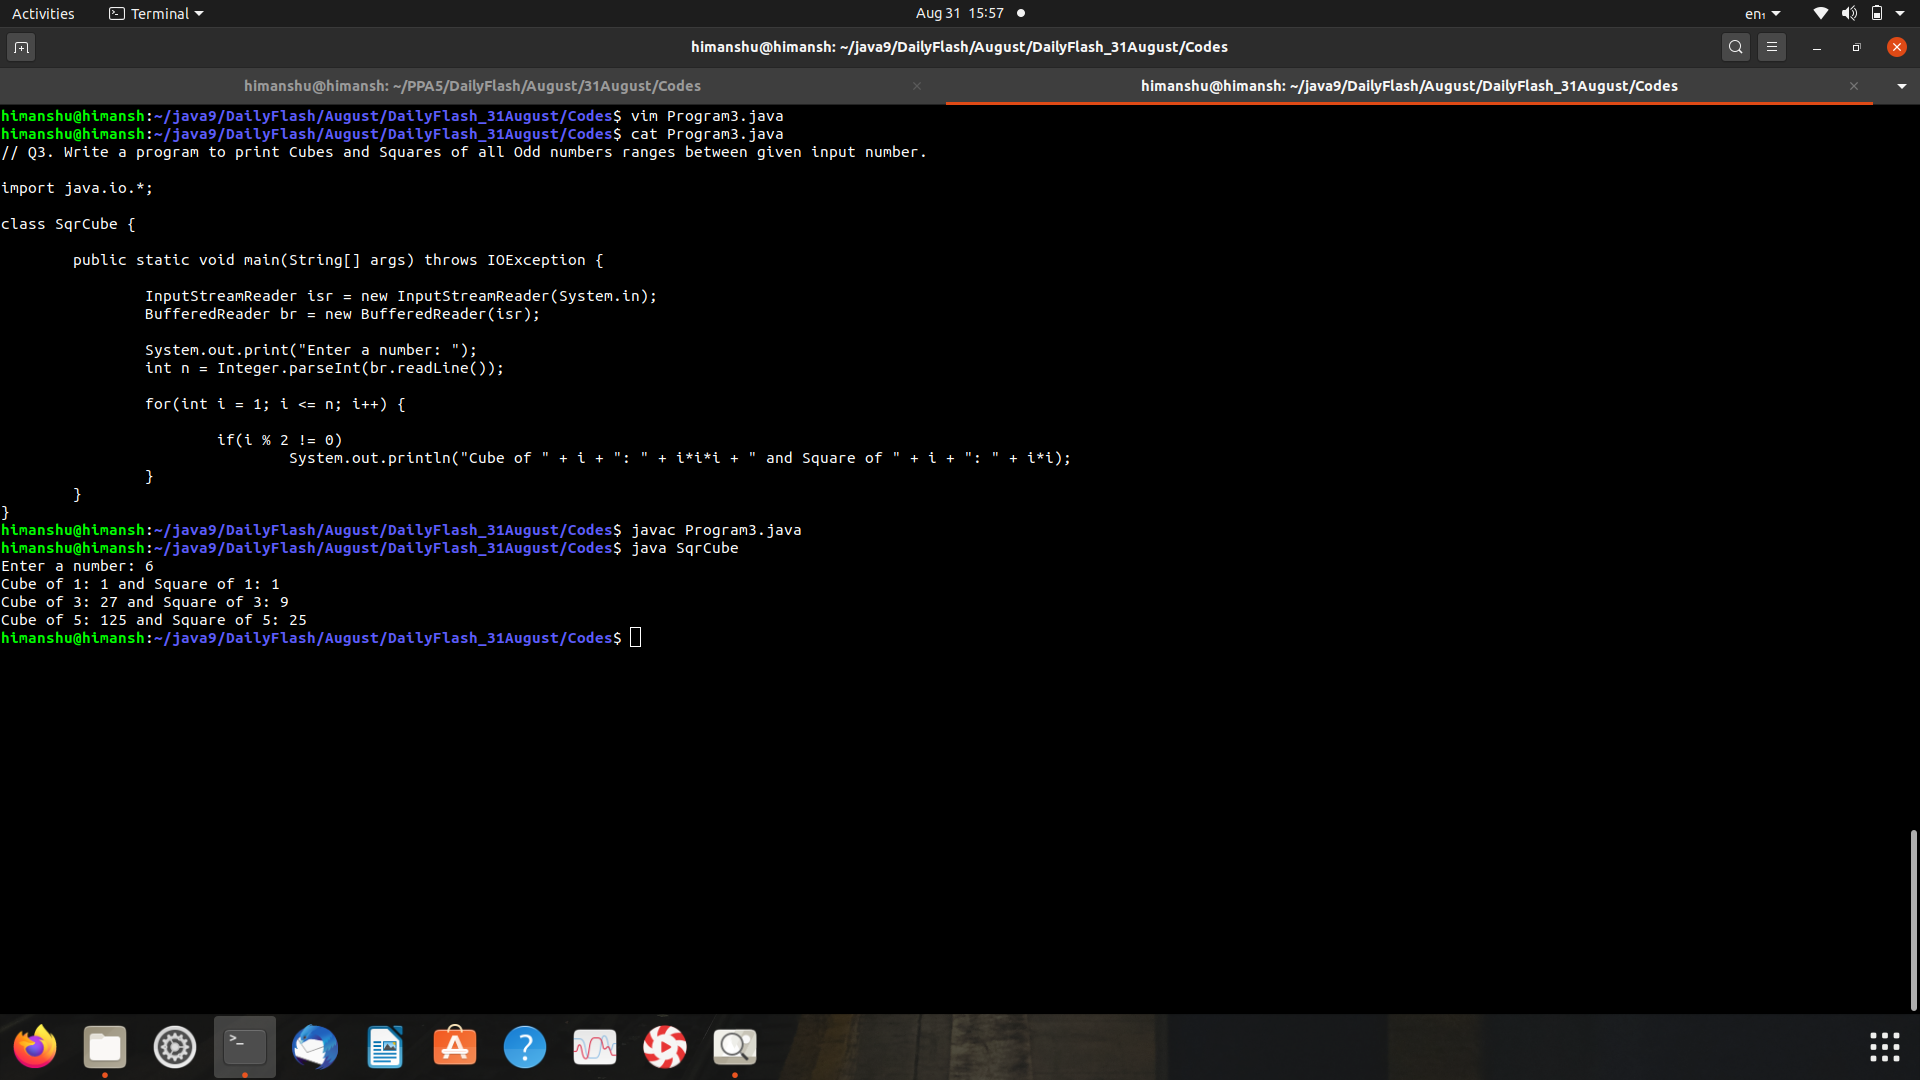 Activities Terminal Aug 31 15:57 en₁
himanshu@himansh: ~/java9/DailyFlash/August/DailyFlash_31August/Codes
himanshu@himansh: ~/PPA5/DailyFlash/August/31August/Codes himanshu@himansh: ~/java9/DailyFlash/August/DailyFlash_31August/Codes
himanshu@himansh:~/java9/DailyFlash/August/DailyFlash_31August/Codes$ vim Program3.java
himanshu@himansh:~/java9/DailyFlash/August/DailyFlash_31August/Codes$ cat Program3.java
// Q3. Write a program to print Cubes and Squares of all Odd numbers ranges between given input number.
import java.io.*;
class SqrCube {
public static void main(String[] args) throws IOException {
InputStreamReader isr = new InputStreamReader(System.in);
BufferedReader br = new BufferedReader(isr);
System.out.print("Enter a number: ");
int n = Integer.parseInt(br.readLine());
for(int i = 1; i <= n; i++) {
if(i % 2 != 0)
System.out.println("Cube of " + i + ": " + i*i*i + " and Square of " + i + ": " + i*i);
}
}
}
himanshu@himansh:~/java9/DailyFlash/August/DailyFlash_31August/Codes$ javac Program3.java
himanshu@himansh:~/java9/DailyFlash/August/DailyFlash_31August/Codes$ java SqrCube
Enter a number: 6
Cube of 1: 1 and Square of 1: 1
Cube of 3: 27 and Square of 3: 9
Cube of 5: 125 and Square of 5: 25
himanshu@himansh:~/java9/DailyFlash/August/DailyFlash_31August/Codes$